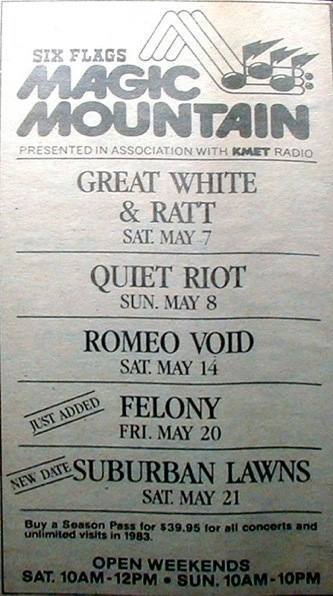 SIX FLAGS
MAGIC
MOUNTAIN
PRESENTED IN ASSOCIATION WITH KMET RADIO
GREAT WHITE
& RATT
SAT. MAY 7
QUIET RIOT
SUN. MAY 8
ROMEO VOID
SAT. MAY 14
JUST ADDED FELONY
FRI. MAY 20
NEW DATE SUBURBAN LAWNS
SAT. MAY 21
Buy a Season Pass for $39.95 for all concerts and
unlimited visits in 1983.
OPEN WEEKENDS
SAT. 10AM-12PM • SUN. 10AM-10PM